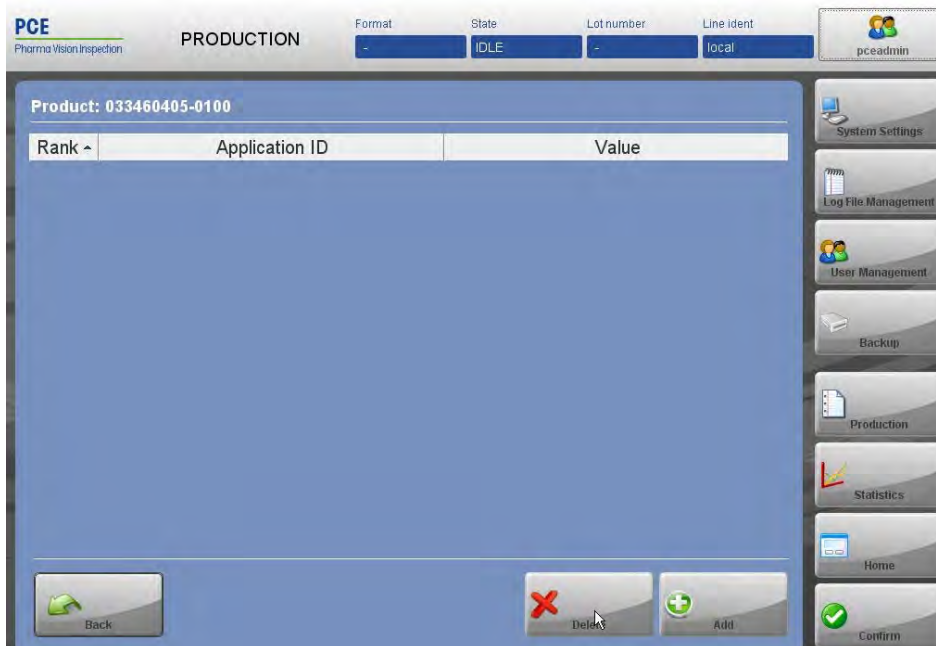 PCE
Pharma Vision Inspection
PRODUCTION
Format
-
State
IDLE
Lot number
-
Line ident
local
pceadmin
Product: 033460405-0100
Rank Application ID Value
System Settings
Log File Management
User Management
Backup
Production
Statistics
Home
Confirm
Back
Delete
Add